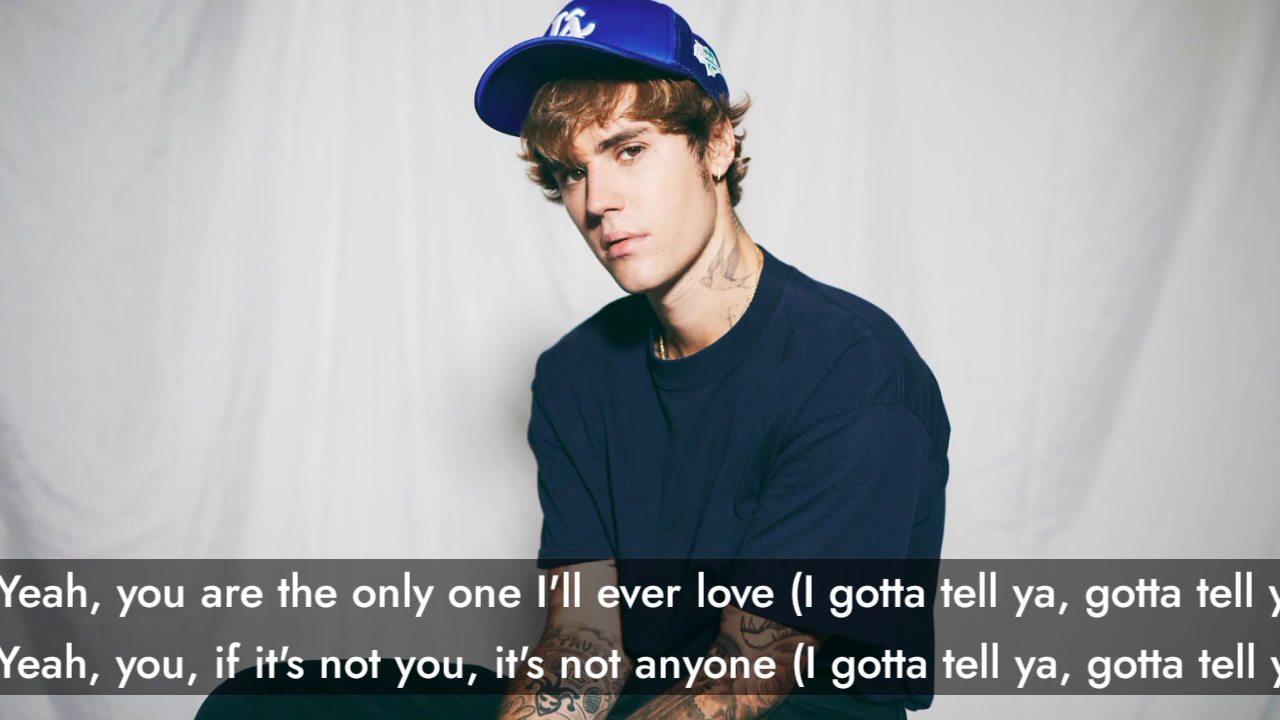 Yeah, you are the only one I'll ever love (I gotta tell ya, gotta tell y
Yeah, you, if it's not you, it's not anyone (I gotta tell ya, gotta tell y